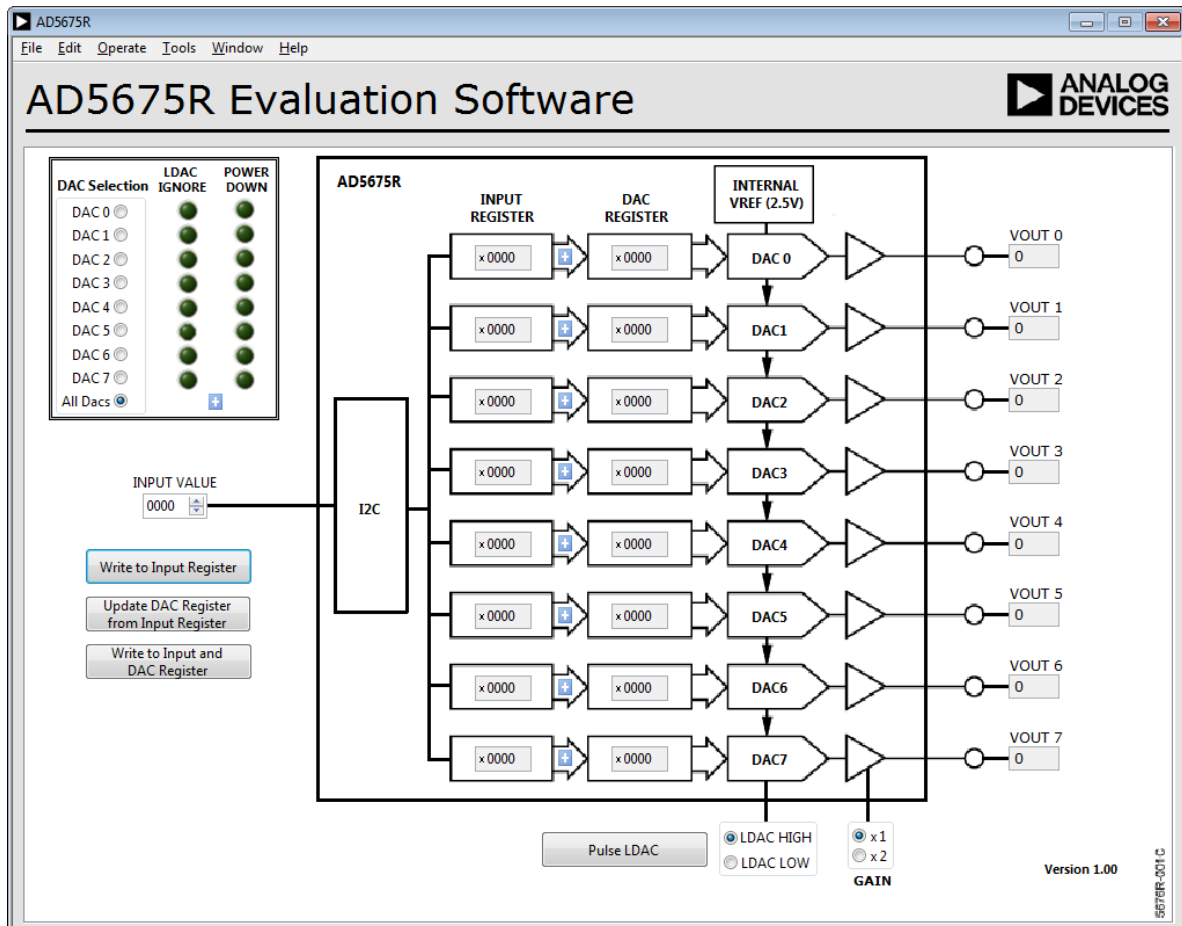 AD5675R
File Edit Operate Tools Window Help
AD5675R Evaluation Software
ANALOG
DEVICES
DAC Selection
LDAC
IGNORE
POWER
DOWN
DAC 0
DAC 1
DAC 2
DAC 3
DAC 4
DAC 5
DAC 6
DAC 7
All Dacs
INPUT VALUE
0000
Write to Input Register
Update DAC Register
from Input Register
Write to Input and
DAC Register
AD5675R
I2C
INPUT
REGISTER
DAC
REGISTER
INTERNAL
VREF (2.5V)
x 0000
x 0000
DAC 0
VOUT 0
0
x 0000
x 0000
DAC1
VOUT 1
0
x 0000
x 0000
DAC2
VOUT 2
0
x 0000
x 0000
DAC3
VOUT 3
0
x 0000
x 0000
DAC4
VOUT 4
0
x 0000
x 0000
DAC5
VOUT 5
0
x 0000
x 0000
DAC6
VOUT 6
0
x 0000
x 0000
DAC7
VOUT 7
0
Pulse LDAC
LDAC HIGH
LDAC LOW
x 1
x 2
GAIN
Version 1.00
5676R-001C